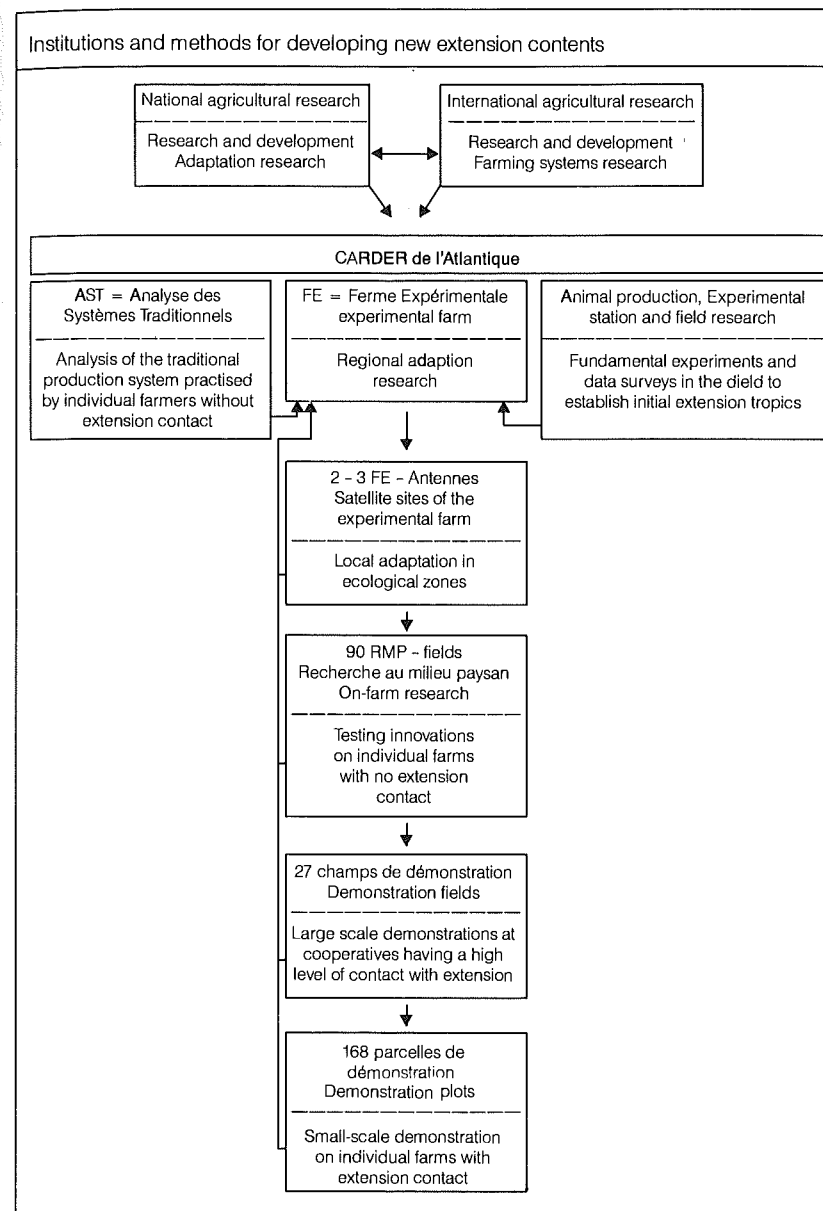 Institutions and methods for developing new extension contents
National agricultural research
Research and development
Adaptation research
International agricultural research
Research and development
Farming systems research
CARDER de l'Atlantique
AST = Analyse des
Systèmes Traditionnels
Analysis of the traditional
production system practised
by individual farmers without
extension contact
FE = Ferme Expérimentale
experimental farm
Regional adaption
research
Animal production, Experimental
station and field research
Fundamental experiments and
data surveys in the dield to
establish initial extension tropics
2 - 3 FE - Antennes
Satellite sites of the
experimental farm
Local adaptation in
ecological zones
90 RMP - fields
Recherche au milieu paysan
On-farm research
Testing innovations
on individual farms
with no extension
contact
27 champs de démonstration
Demonstration fields
Large scale demonstrations at
cooperatives having a high
level of contact with extension
168 parcelles de
démonstration
Demonstration plots
Small-scale demonstration
on individual farms with
extension contact